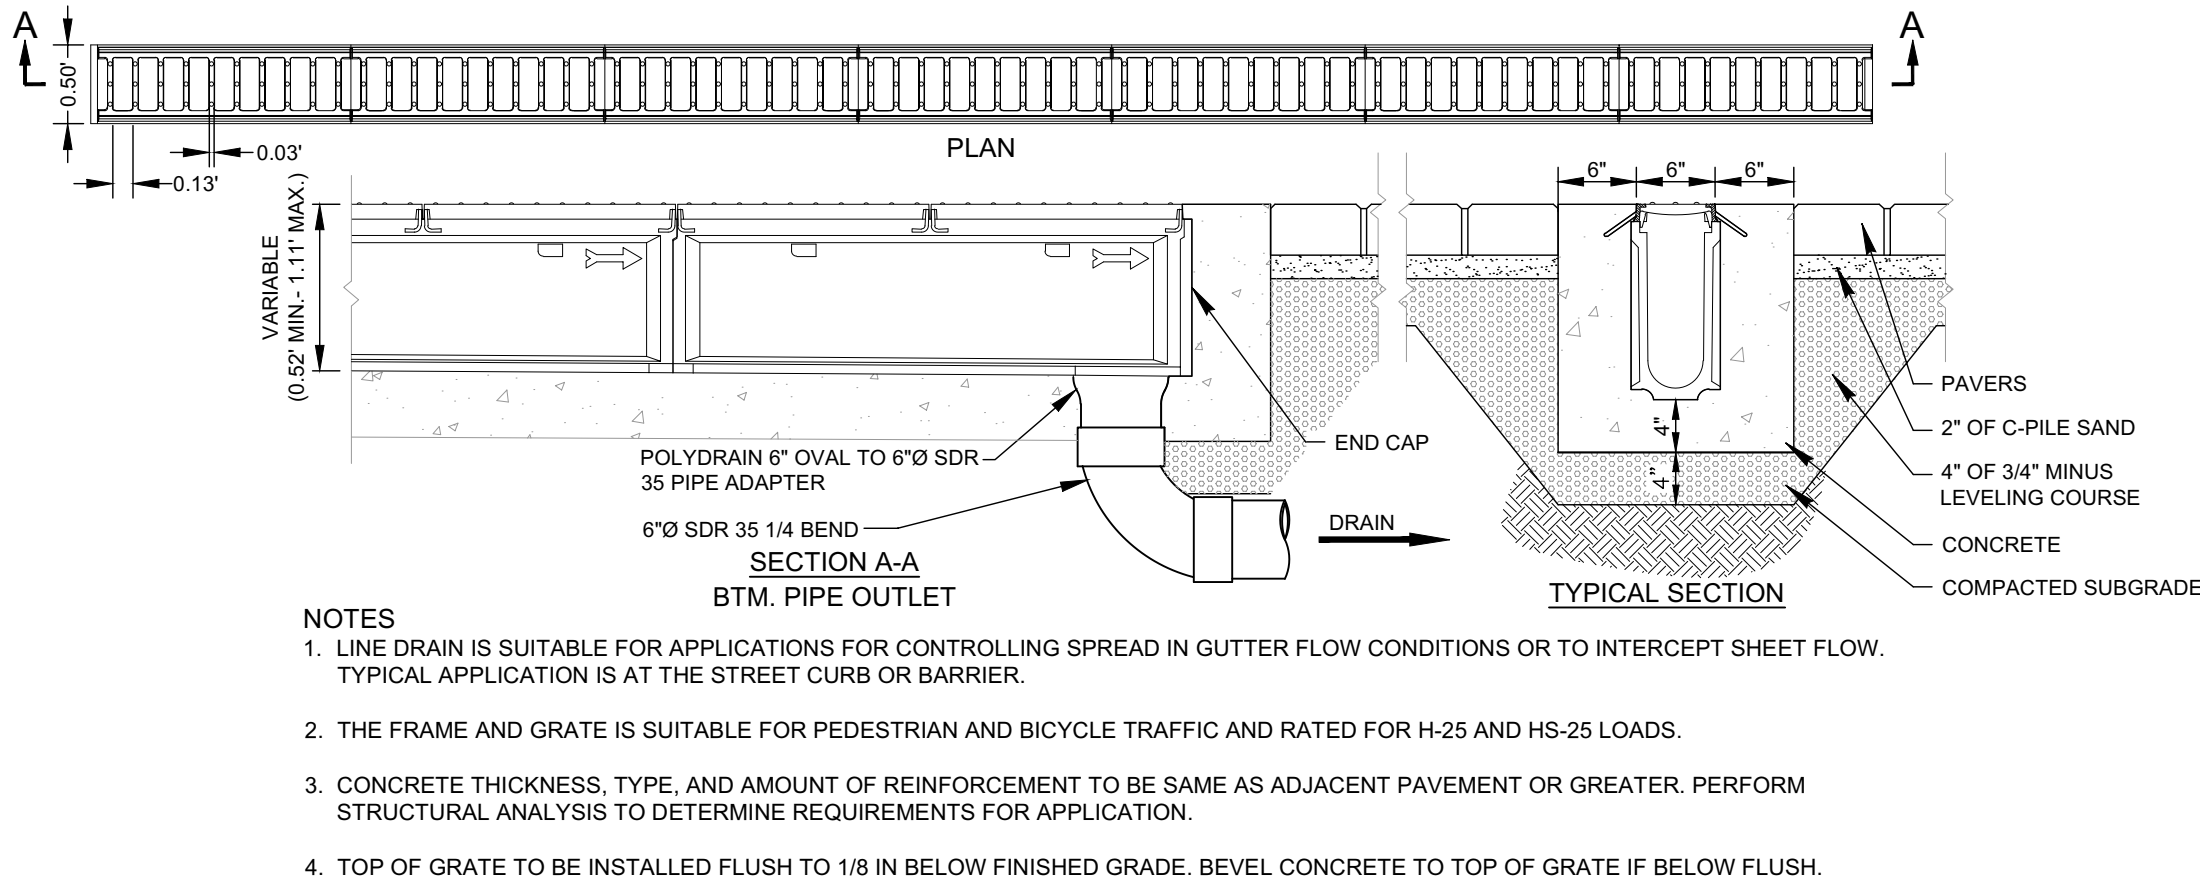 A
A
0.50'
0.03'
0.13'
PLAN
6"
6"
6"
VARIABLE
(0.52' MIN.- 1.11' MAX.)
PAVERS
2" OF C-PILE SAND
4"
END CAP
POLYDRAIN 6" OVAL TO 6"Ø SDR
35 PIPE ADAPTER
4" OF 3/4" MINUS
LEVELING COURSE
4"
6"Ø SDR 35 1/4 BEND
DRAIN
CONCRETE
SECTION A-A
BTM. PIPE OUTLET
TYPICAL SECTION
COMPACTED SUBGRADE
NOTES
1. LINE DRAIN IS SUITABLE FOR APPLICATIONS FOR CONTROLLING SPREAD IN GUTTER FLOW CONDITIONS OR TO INTERCEPT SHEET FLOW.
TYPICAL APPLICATION IS AT THE STREET CURB OR BARRIER.
2. THE FRAME AND GRATE IS SUITABLE FOR PEDESTRIAN AND BICYCLE TRAFFIC AND RATED FOR H-25 AND HS-25 LOADS.
3. CONCRETE THICKNESS, TYPE, AND AMOUNT OF REINFORCEMENT TO BE SAME AS ADJACENT PAVEMENT OR GREATER. PERFORM
STRUCTURAL ANALYSIS TO DETERMINE REQUIREMENTS FOR APPLICATION.
4. TOP OF GRATE TO BE INSTALLED FLUSH TO 1/8 IN BELOW FINISHED GRADE. BEVEL CONCRETE TO TOP OF GRATE IF BELOW FLUSH.